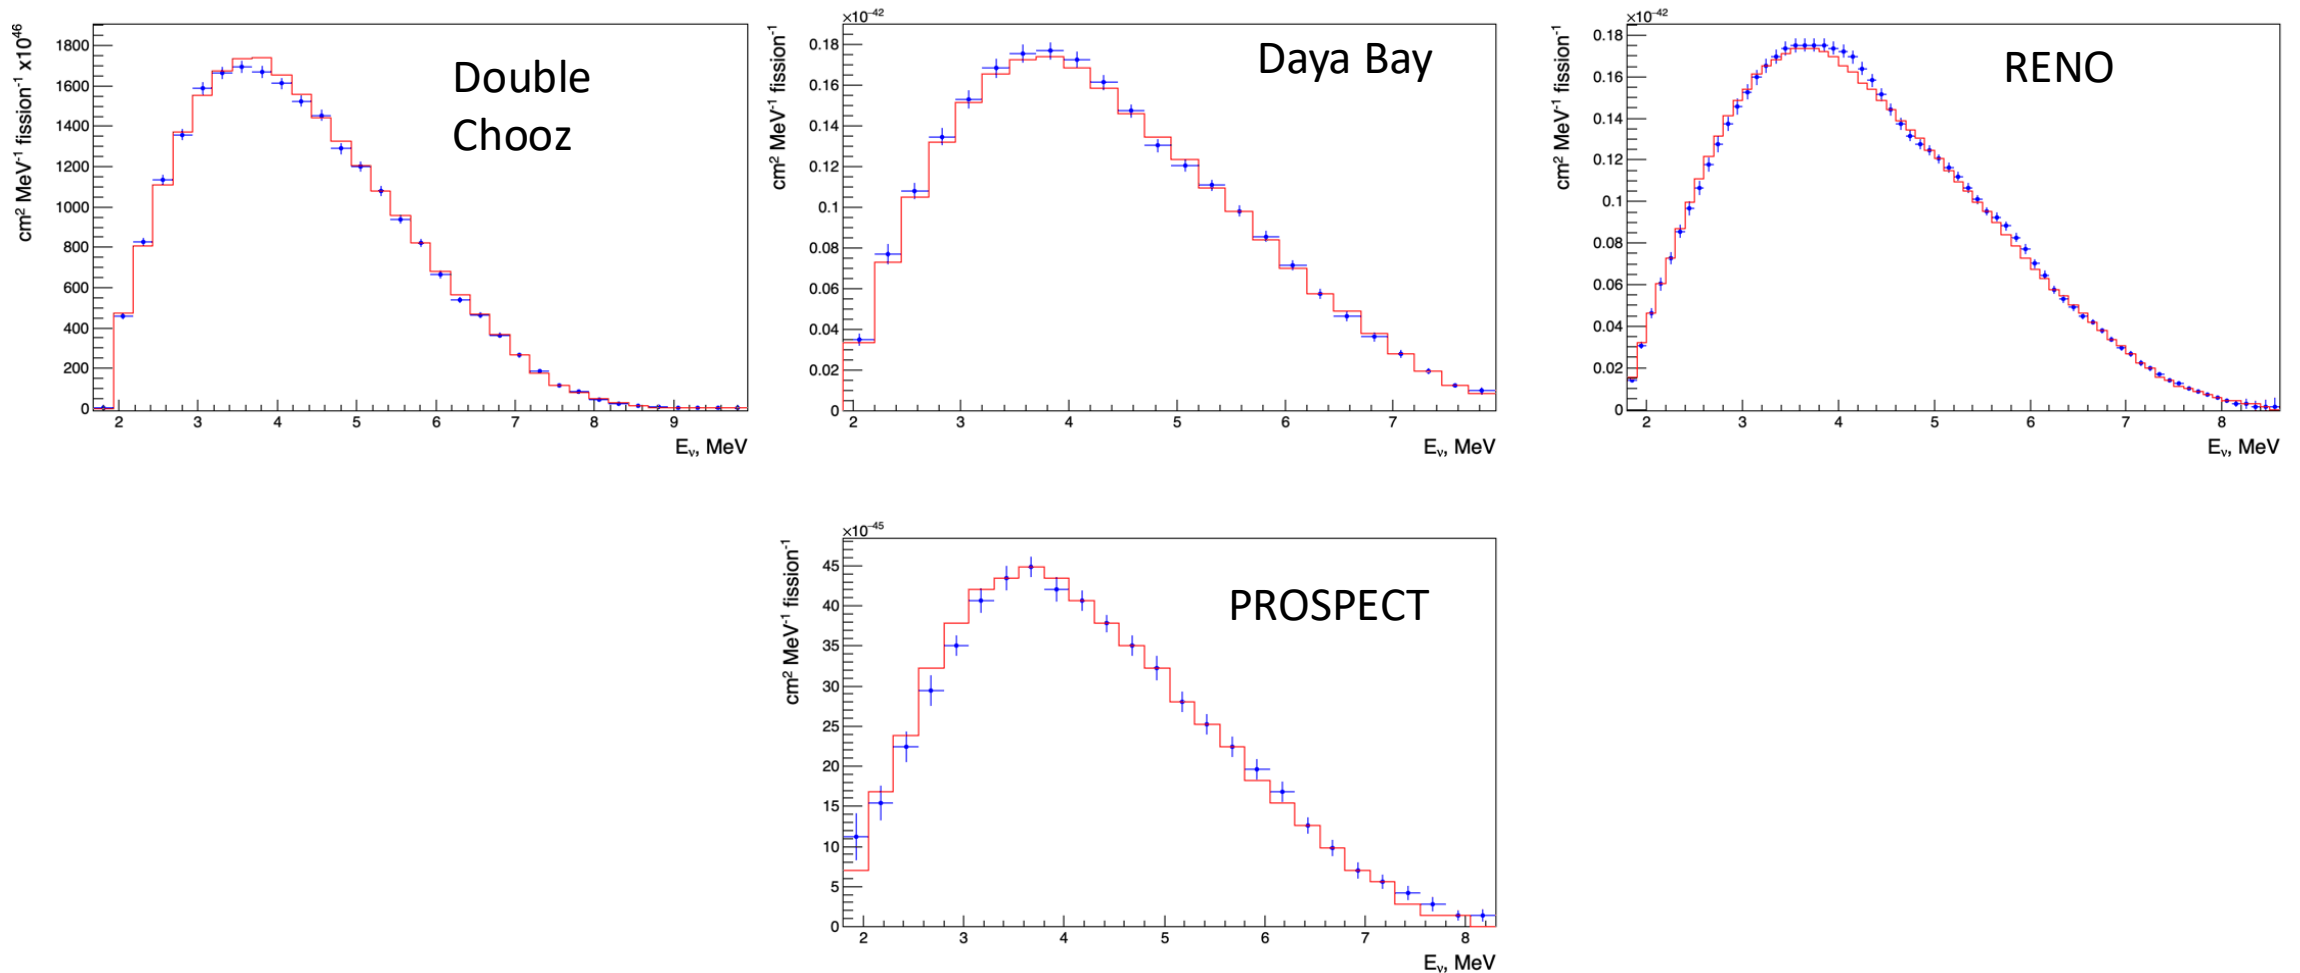 cm² MeV⁻¹ fission⁻¹ x10⁴⁶
1800
1600
1400
1200
1000
800
600
400
200
0
2 3 4 5 6 7 8 9
Eν, MeV
Double
Chooz
×10⁻⁴²
cm² MeV⁻¹ fission⁻¹
0.18
0.16
0.14
0.12
0.1
0.08
0.06
0.04
0.02
0
2 3 4 5 6 7
Eν, MeV
Daya Bay
×10⁻⁴²
cm² MeV⁻¹ fission⁻¹
0.18
0.16
0.14
0.12
0.1
0.08
0.06
0.04
0.02
0
2 3 4 5 6 7 8
Eν, MeV
RENO
×10⁻⁴⁵
cm² MeV⁻¹ fission⁻¹
45
40
35
30
25
20
15
10
5
0
2 3 4 5 6 7 8
Eν, MeV
PROSPECT